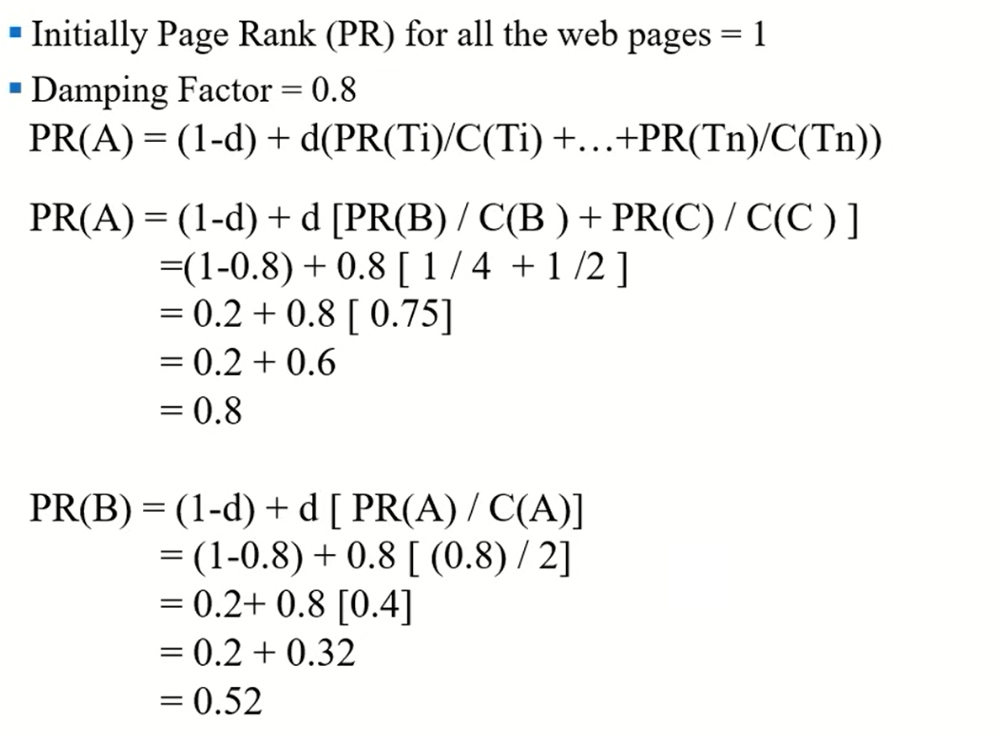 ▪ Initially Page Rank (PR) for all the web pages = 1
▪ Damping Factor = 0.8
PR(A) = (1-d) + d(PR(Ti)/C(Ti) +...+PR(Tn)/C(Tn))
PR(A) = (1-d) + d [PR(B) / C(B ) + PR(C) / C(C ) ]
=(1-0.8) + 0.8 [ 1 / 4 + 1 /2 ]
= 0.2 + 0.8 [ 0.75]
= 0.2 + 0.6
= 0.8
PR(B) = (1-d) + d [ PR(A) / C(A)]
= (1-0.8) + 0.8 [ (0.8) / 2]
= 0.2+ 0.8 [0.4]
= 0.2 + 0.32
= 0.52